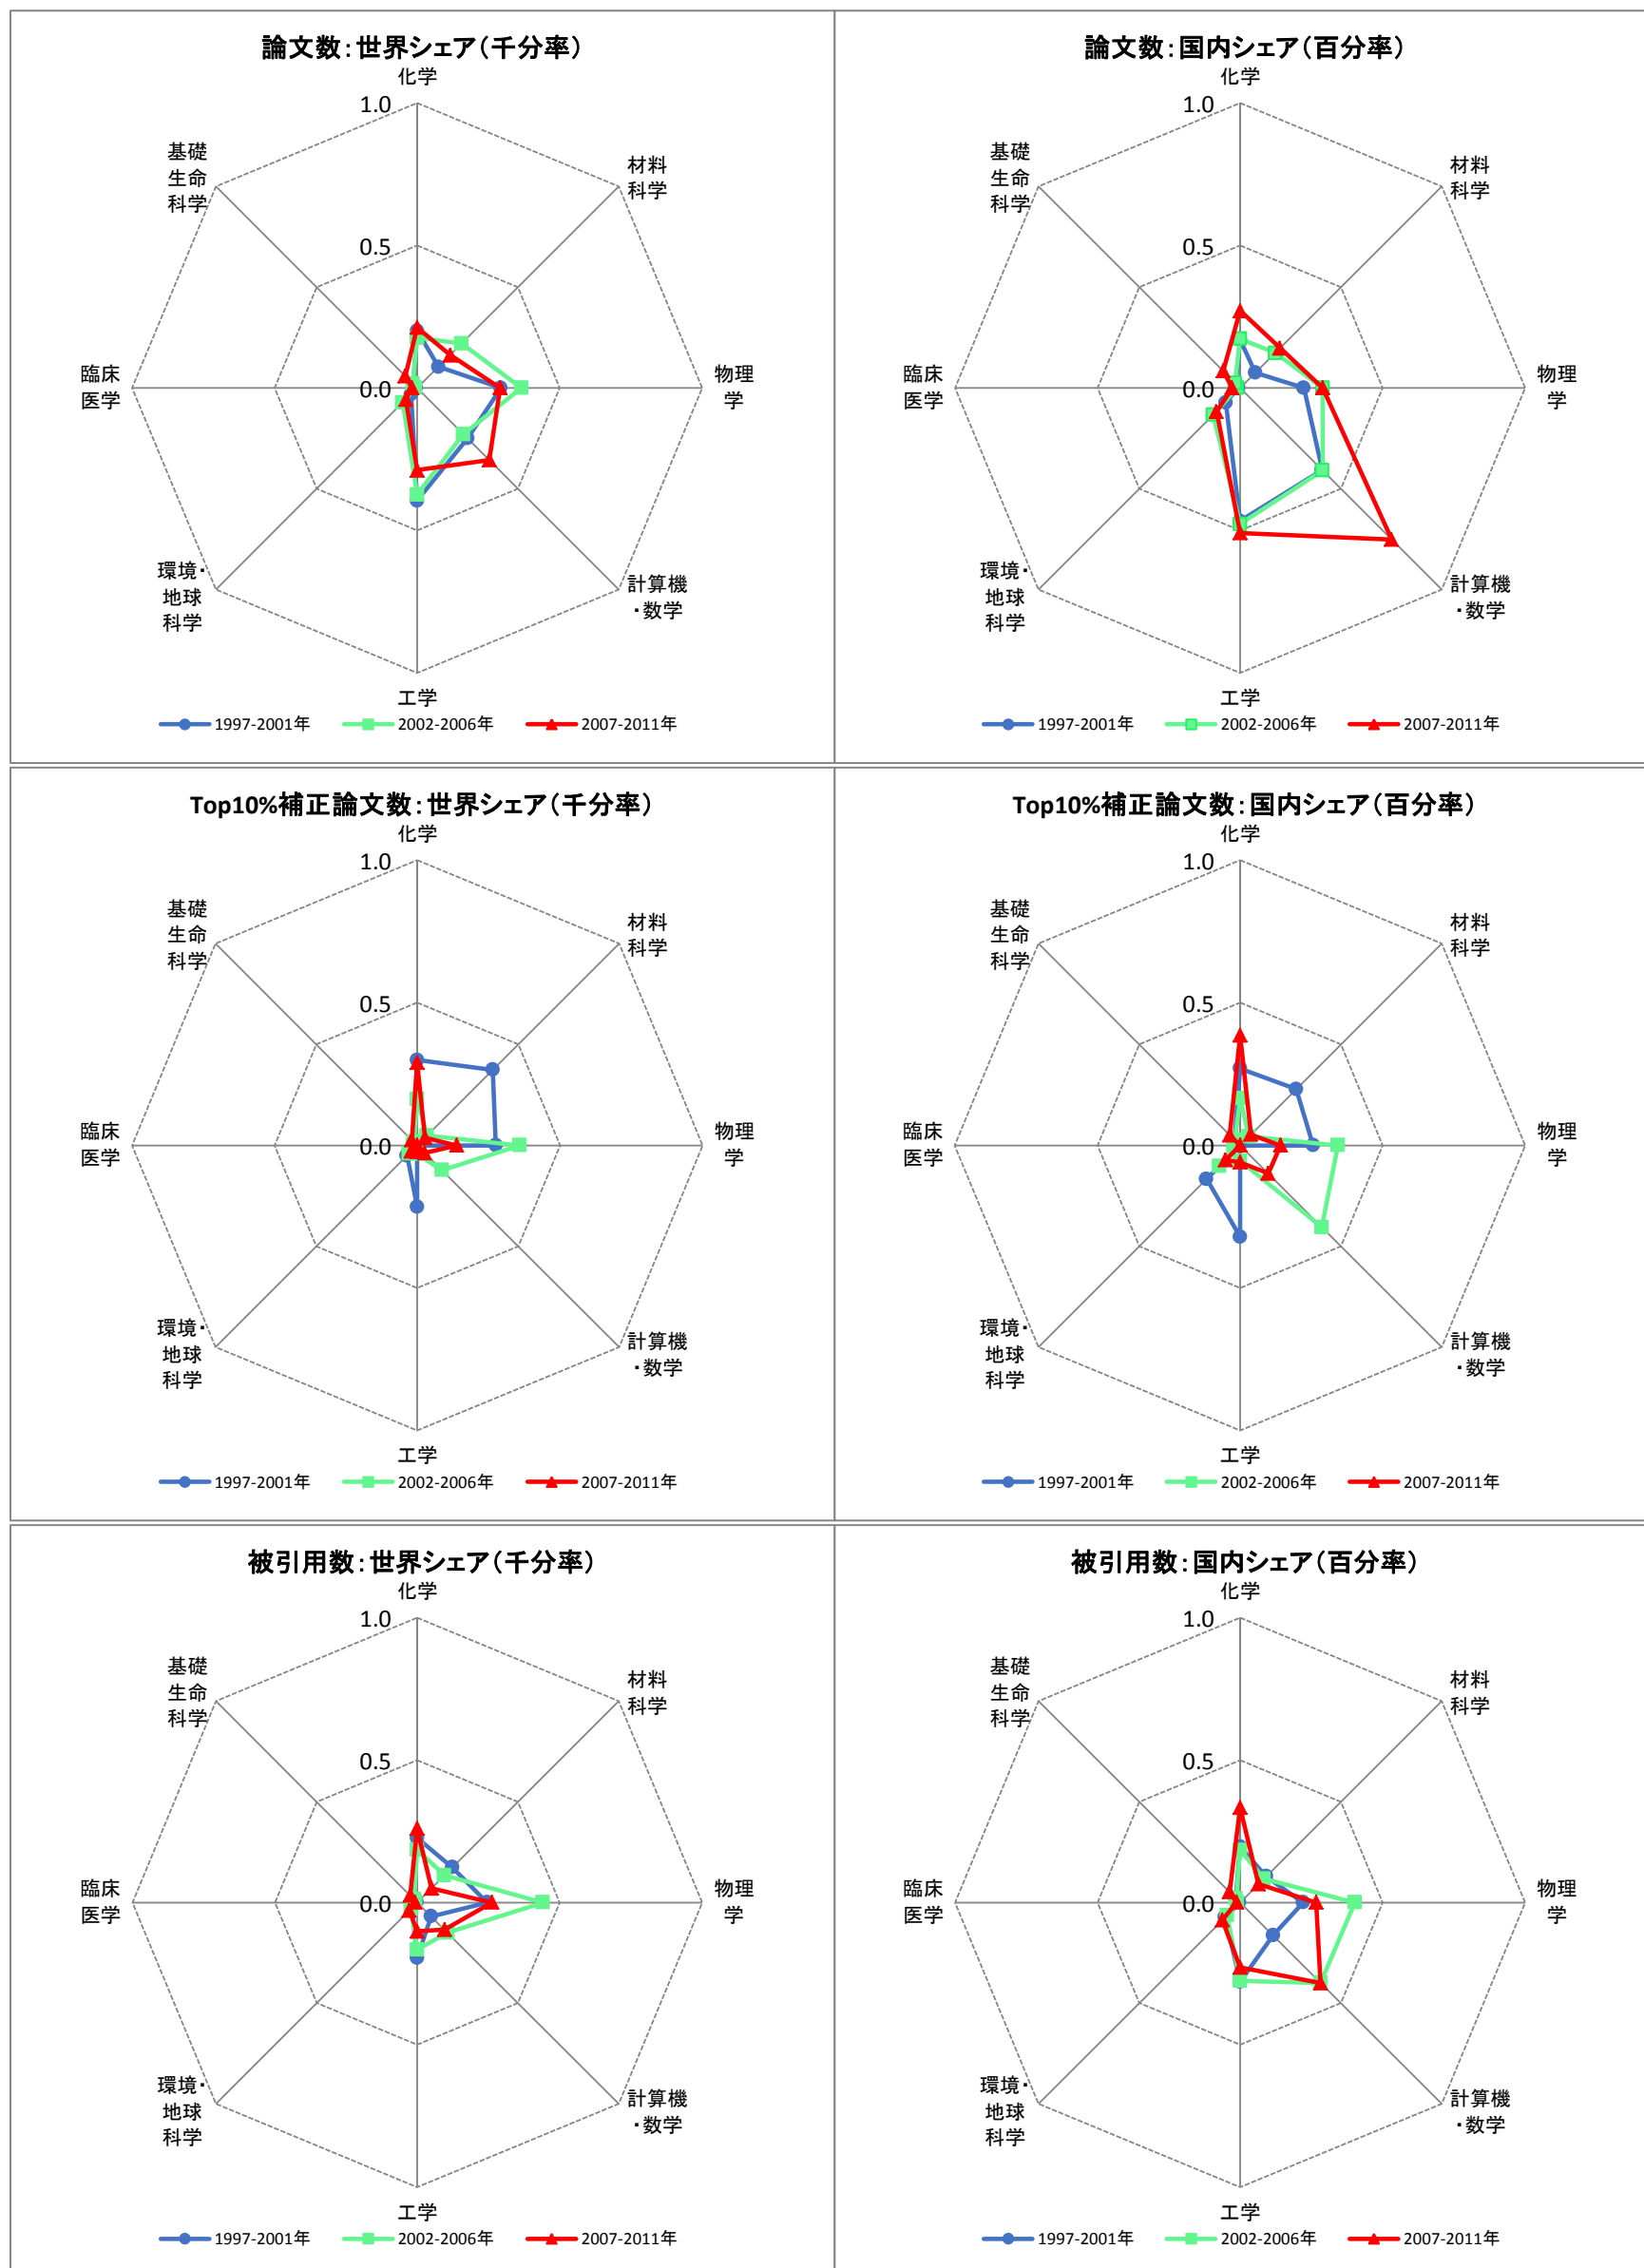 論文数:世界シェア(千分率)
化学
1.0
基礎
生命
科学
材料
科学
0.5
臨床
医学
0.0
物理
学
環境・
地球
科学
計算機
・数学
工学
1997-2001年
2002-2006年
2007-2011年
論文数:国内シェア(百分率)
化学
1.0
基礎
生命
科学
材料
科学
0.5
臨床
医学
0.0
物理
学
環境・
地球
科学
計算機
・数学
工学
1997-2001年
2002-2006年
2007-2011年
Top10%補正論文数:世界シェア(千分率)
化学
1.0
基礎
生命
科学
材料
科学
0.5
臨床
医学
0.0
物理
学
環境・
地球
科学
計算機
・数学
工学
1997-2001年
2002-2006年
2007-2011年
Top10%補正論文数:国内シェア(百分率)
化学
1.0
基礎
生命
科学
材料
科学
0.5
臨床
医学
0.0
物理
学
環境・
地球
科学
計算機
・数学
工学
1997-2001年
2002-2006年
2007-2011年
被引用数:世界シェア(千分率)
化学
1.0
基礎
生命
科学
材料
科学
0.5
臨床
医学
0.0
物理
学
環境・
地球
科学
計算機
・数学
工学
1997-2001年
2002-2006年
2007-2011年
被引用数:国内シェア(百分率)
化学
1.0
基礎
生命
科学
材料
科学
0.5
臨床
医学
0.0
物理
学
環境・
地球
科学
計算機
・数学
工学
1997-2001年
2002-2006年
2007-2011年